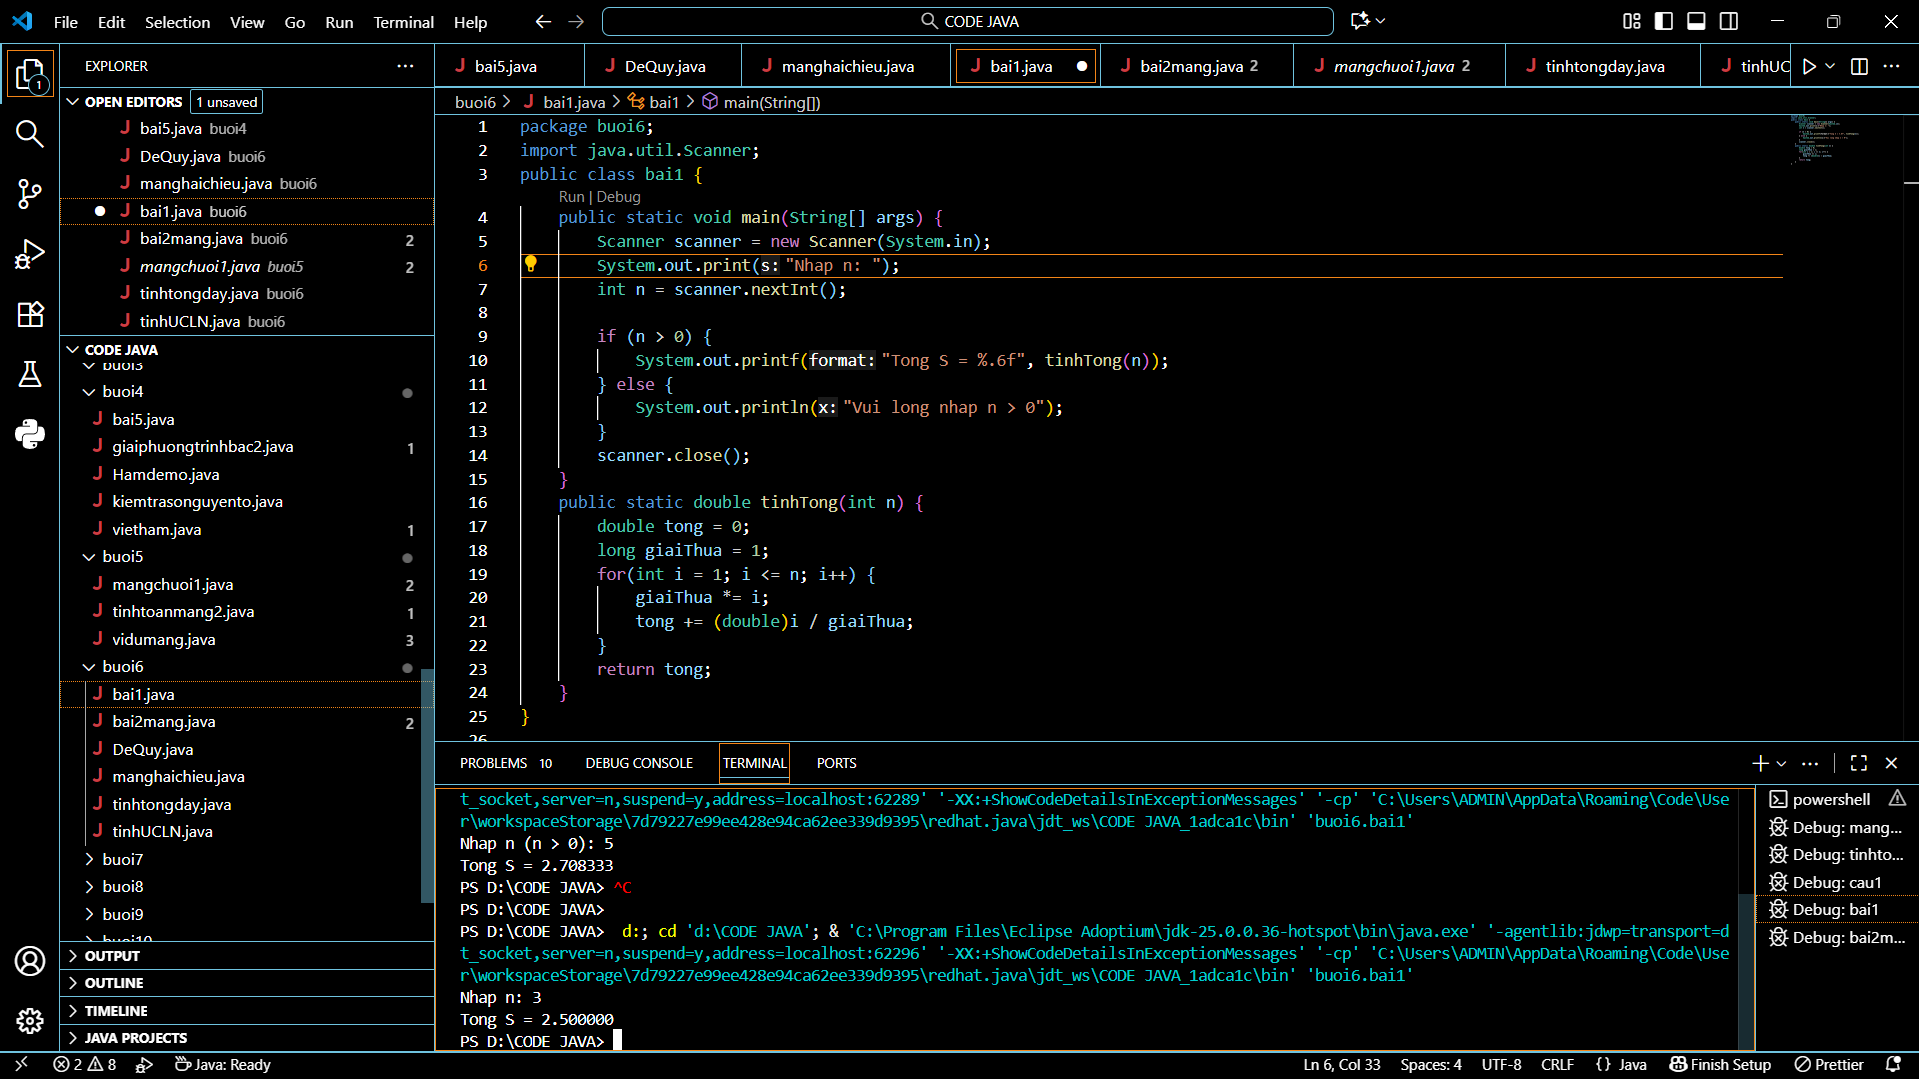 File Edit Selection View Go Run Terminal Help
CODE JAVA
EXPLORER
OPEN EDITORS 1 unsaved
bai5.java buoi4
DeQuy.java buoi6
manghaichieu.java buoi6
bai1.java buoi6
bai2mang.java buoi6 2
mangchuoi1.java buoi5 2
tinhtongday.java buoi6
tinhUCLN.java buoi6
CODE JAVA
buoi3
buoi4
bai5.java
giaiphuongtrinhbac2.java 1
Hamdemo.java
kiemtrasonguyento.java
vietham.java 1
buoi5
mangchuoi1.java 2
tinhtoanmang2.java 1
vidumang.java 3
buoi6
bai1.java
bai2mang.java 2
DeQuy.java
manghaichieu.java
tinhtongday.java
tinhUCLN.java
buoi7
buoi8
buoi9
buoi10
OUTPUT
OUTLINE
TIMELINE
JAVA PROJECTS
bai5.java DeQuy.java manghaichieu.java bai1.java bai2mang.java 2 mangchuoi1.java 2 tinhtongday.java tinhUC
buoi6 > bai1.java > bai1 > main(String[])
1 package buoi6;
2 import java.util.Scanner;
3 public class bai1 {
Run | Debug
4 public static void main(String[] args) {
5 Scanner scanner = new Scanner(System.in);
6 System.out.print(s: "Nhap n: ");
7 int n = scanner.nextInt();
8
9 if (n > 0) {
10 System.out.printf(format: "Tong S = %.6f", tinhTong(n));
11 } else {
12 System.out.println(x: "Vui long nhap n > 0");
13 }
14 scanner.close();
15 }
16 public static double tinhTong(int n) {
17 double tong = 0;
18 long giaiThua = 1;
19 for(int i = 1; i <= n; i++) {
20 giaiThua *= i;
21 tong += (double)i / giaiThua;
22 }
23 return tong;
24 }
25 }
26
PROBLEMS 10 DEBUG CONSOLE TERMINAL PORTS
t_socket,server=n,suspend=y,address=localhost:62289' '-XX:+ShowCodeDetailsInExceptionMessages' '-cp' 'C:\Users\ADMIN\AppData\Roaming\Code\Use
r\workspaceStorage\7d79227e99ee428e94ca62ee339d9395\redhat.java\jdt_ws\CODE JAVA_1adca1c\bin' 'buoi6.bai1'
Nhap n (n > 0): 5
Tong S = 2.708333
PS D:\CODE JAVA> ^C
PS D:\CODE JAVA>
PS D:\CODE JAVA> d:; cd 'd:\CODE JAVA'; & 'C:\Program Files\Eclipse Adoptium\jdk-25.0.0.36-hotspot\bin\java.exe' '-agentlib:jdwp=transport=d
t_socket,server=n,suspend=y,address=localhost:62296' '-XX:+ShowCodeDetailsInExceptionMessages' '-cp' 'C:\Users\ADMIN\AppData\Roaming\Code\Use
r\workspaceStorage\7d79227e99ee428e94ca62ee339d9395\redhat.java\jdt_ws\CODE JAVA_1adca1c\bin' 'buoi6.bai1'
Nhap n: 3
Tong S = 2.500000
PS D:\CODE JAVA>
powershell
Debug: mang...
Debug: tinhto...
Debug: cau1
Debug: bai1
Debug: bai2m...
2 8 Java: Ready Ln 6, Col 33 Spaces: 4 UTF-8 CRLF {} Java Finish Setup Prettier